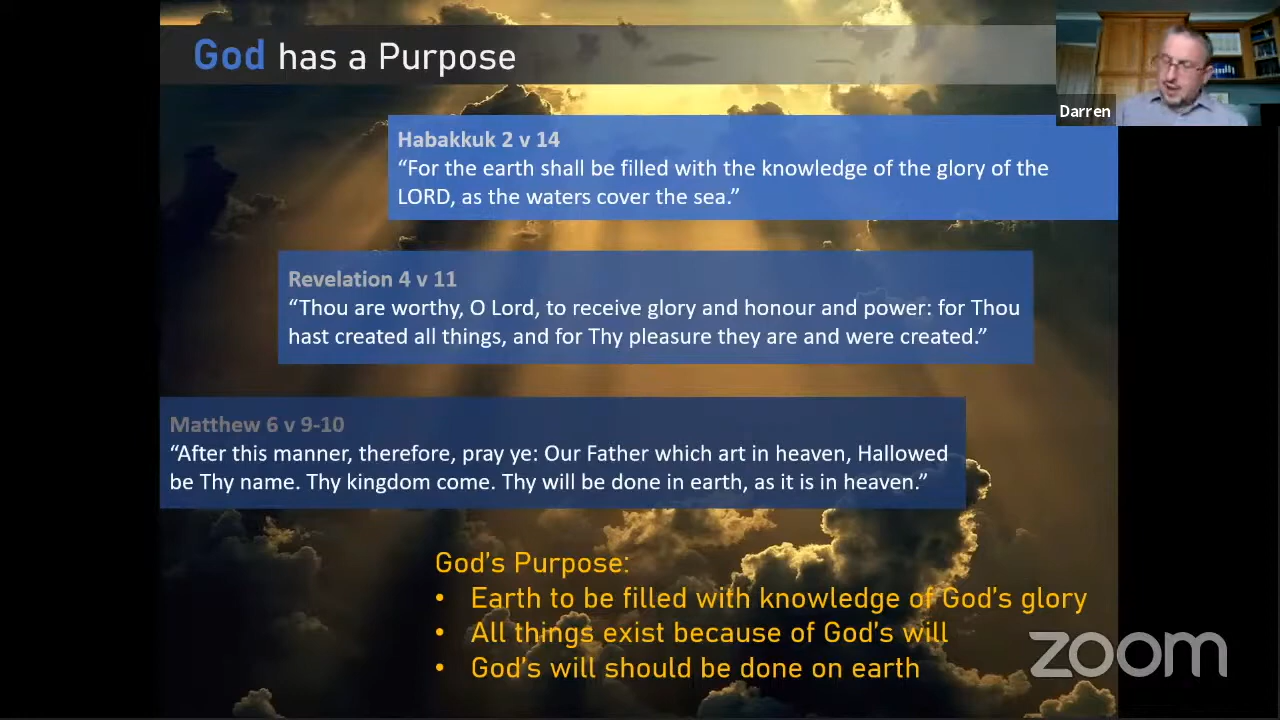 God has a Purpose
Darren
Habakkuk 2 v 14
“For the earth shall be filled with the knowledge of the glory of the
LORD, as the waters cover the sea.”
Revelation 4 v 11
“Thou are worthy, O Lord, to receive glory and honour and power: for Thou
hast created all things, and for Thy pleasure they are and were created.”
Matthew 6 v 9-10
“After this manner, therefore, pray ye: Our Father which art in heaven, Hallowed
be Thy name. Thy kingdom come. Thy will be done in earth, as it is in heaven.”
God’s Purpose:
• Earth to be filled with knowledge of God’s glory
• All things exist because of God’s will
• God’s will should be done on earth
zoom